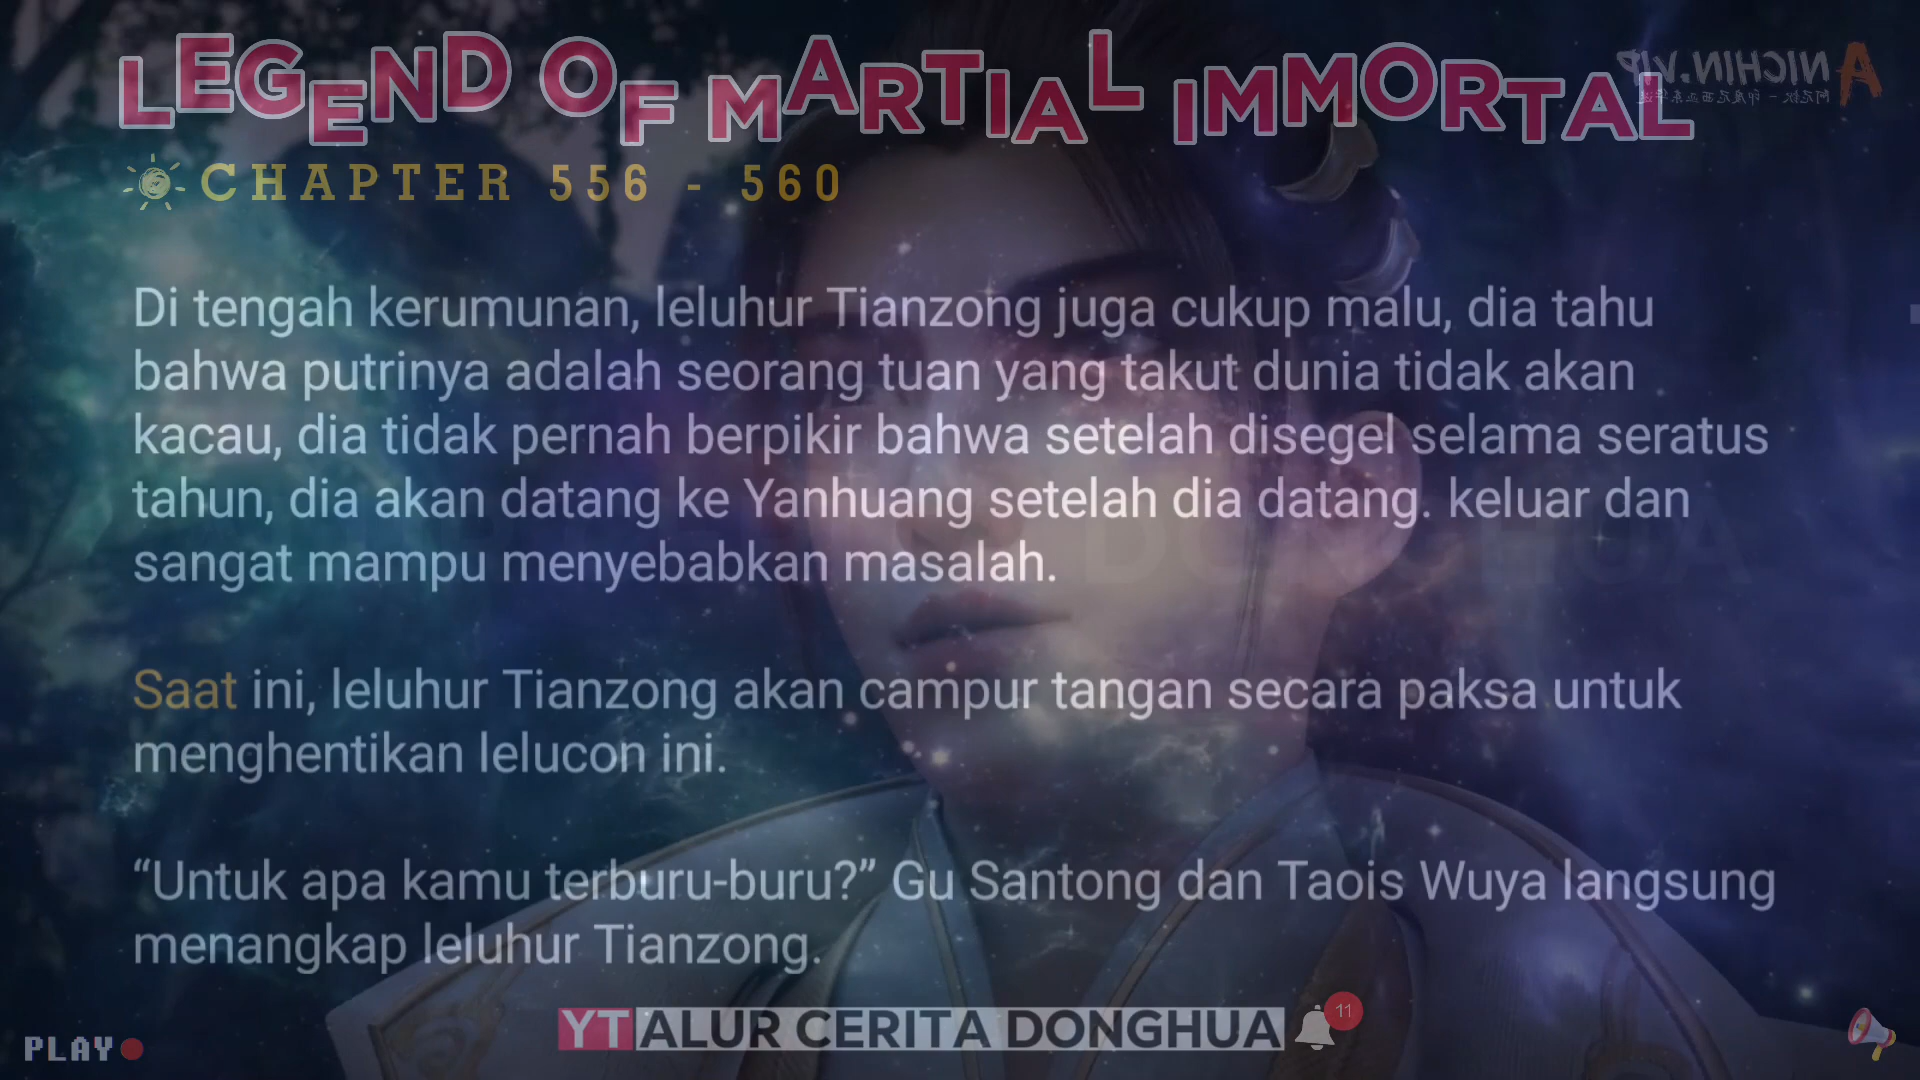 LEGEND OF MARTIAL IMMORTAL
ANICHIN.VIP
CHAPTER 556 - 560
Di tengah kerumunan, leluhur Tianzong juga cukup malu, dia tahu
bahwa putrinya adalah seorang tuan yang takut dunia tidak akan
kacau, dia tidak pernah berpikir bahwa setelah disegel selama seratus
tahun, dia akan datang ke Yanhuang setelah dia datang. keluar dan
sangat mampu menyebabkan masalah.
Saat ini, leluhur Tianzong akan campur tangan secara paksa untuk
menghentikan lelucon ini.
“Untuk apa kamu terburu-buru?” Gu Santong dan Taois Wuya langsung
menangkap leluhur Tianzong.
YT ALUR CERITA DONGHUA
11
PLAY